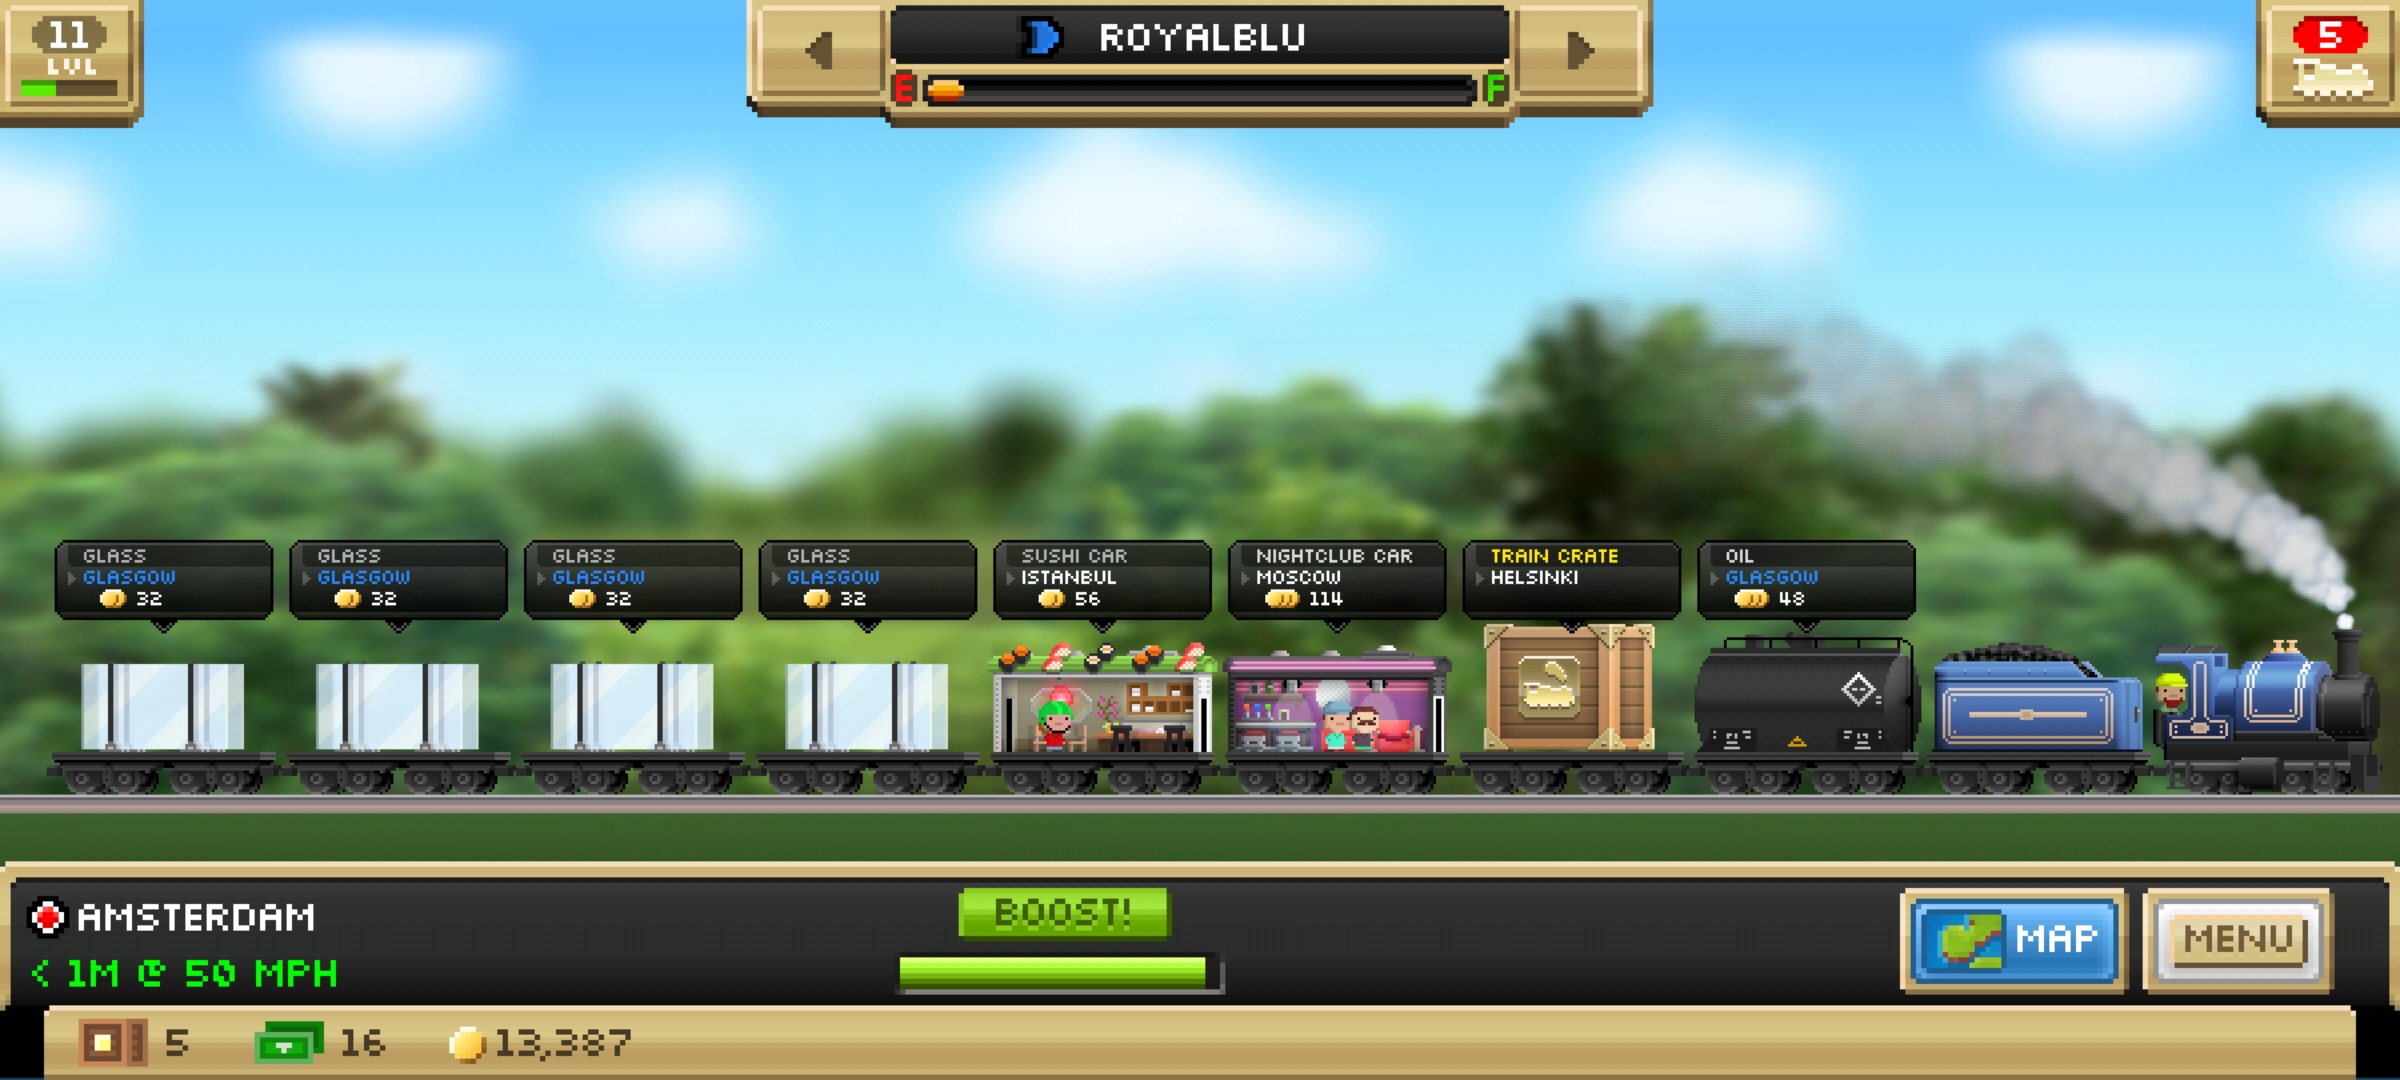 11
LVL
ROYALBLU
E F
5
GLASS
GLASGOW
32
GLASS
GLASGOW
32
GLASS
GLASGOW
32
GLASS
GLASGOW
32
SUSHI CAR
ISTANBUL
56
NIGHTCLUB CAR
MOSCOW
114
TRAIN CRATE
HELSINKI
OIL
GLASGOW
48
AMSTERDAM
< 1M @ 50 MPH
BOOST!
MAP
MENU
5
16
13,387